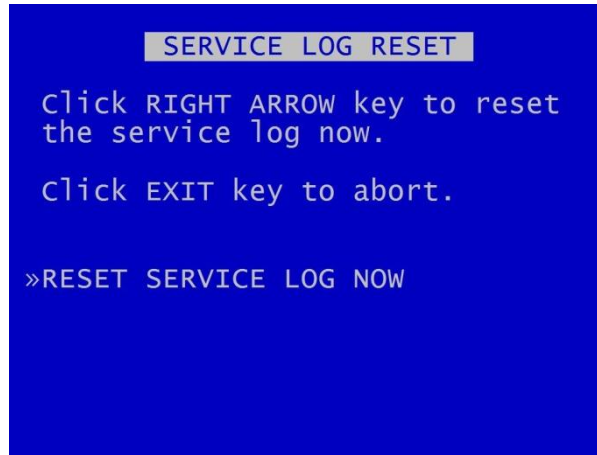 SERVICE LOG RESET
Click RIGHT ARROW key to reset
the service log now.
Click EXIT key to abort.
»RESET SERVICE LOG NOW